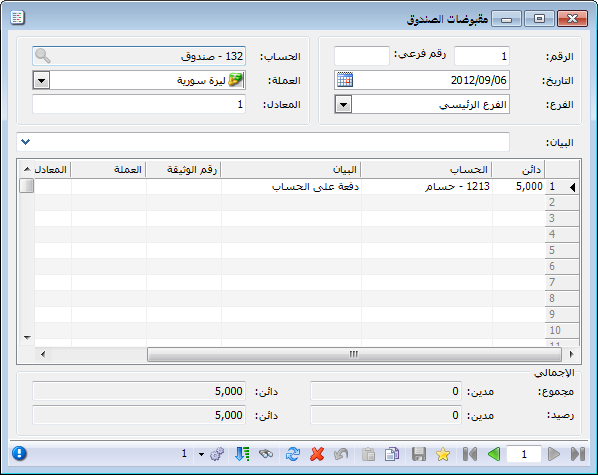 مقبوضات الصندوق
الرقم: 1 رقم فرعي:
التاريخ: 2012/09/06
الفرع: الفرع الرئيسي
الحساب: 132 - صندوق
العملة: ليرة سورية
المعادل: 1
البيان:
دائن الحساب البيان رقم الوثيقة العملة المعادل
1 5,000 1213 - حسام دفعة على الحساب
2
3
4
5
6
7
8
9
10
11
الإجمالي
مجموع: مدين: 0 دائن: 5,000
رصيد: مدين: 0 دائن: 5,000
1 1